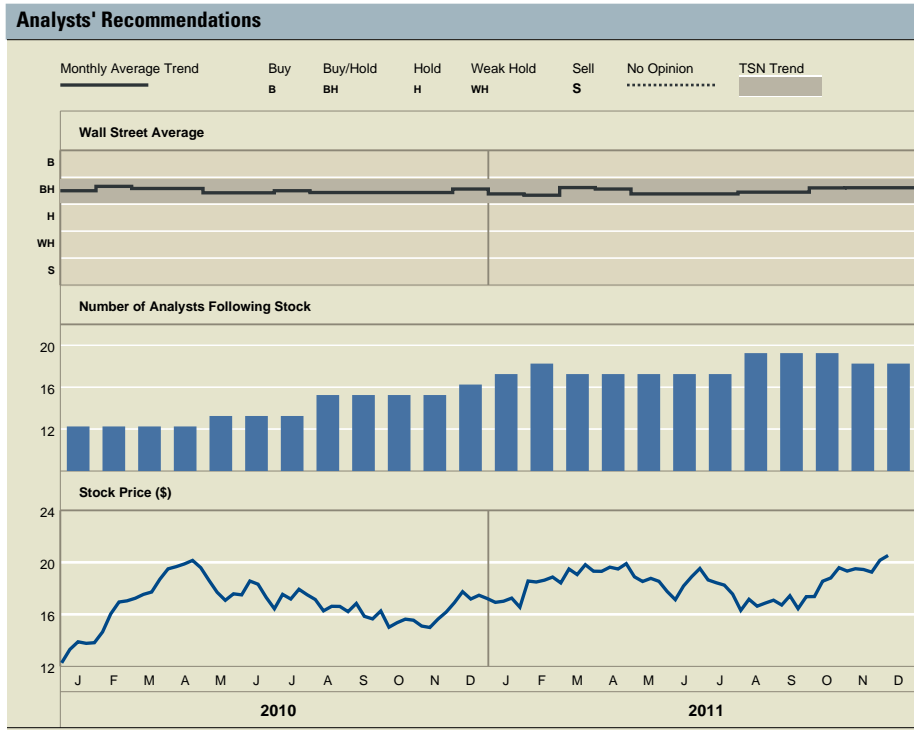 Analysts' Recommendations
Monthly Average Trend Buy Buy/Hold Hold Weak Hold Sell No Opinion TSN Trend
B BH H WH S
Wall Street Average
B
BH
H
WH
S
Number of Analysts Following Stock
20
16
12
Stock Price ($)
24
20
16
12
J F M A M J J A S O N D J F M A M J J A S O N D
2010 2011